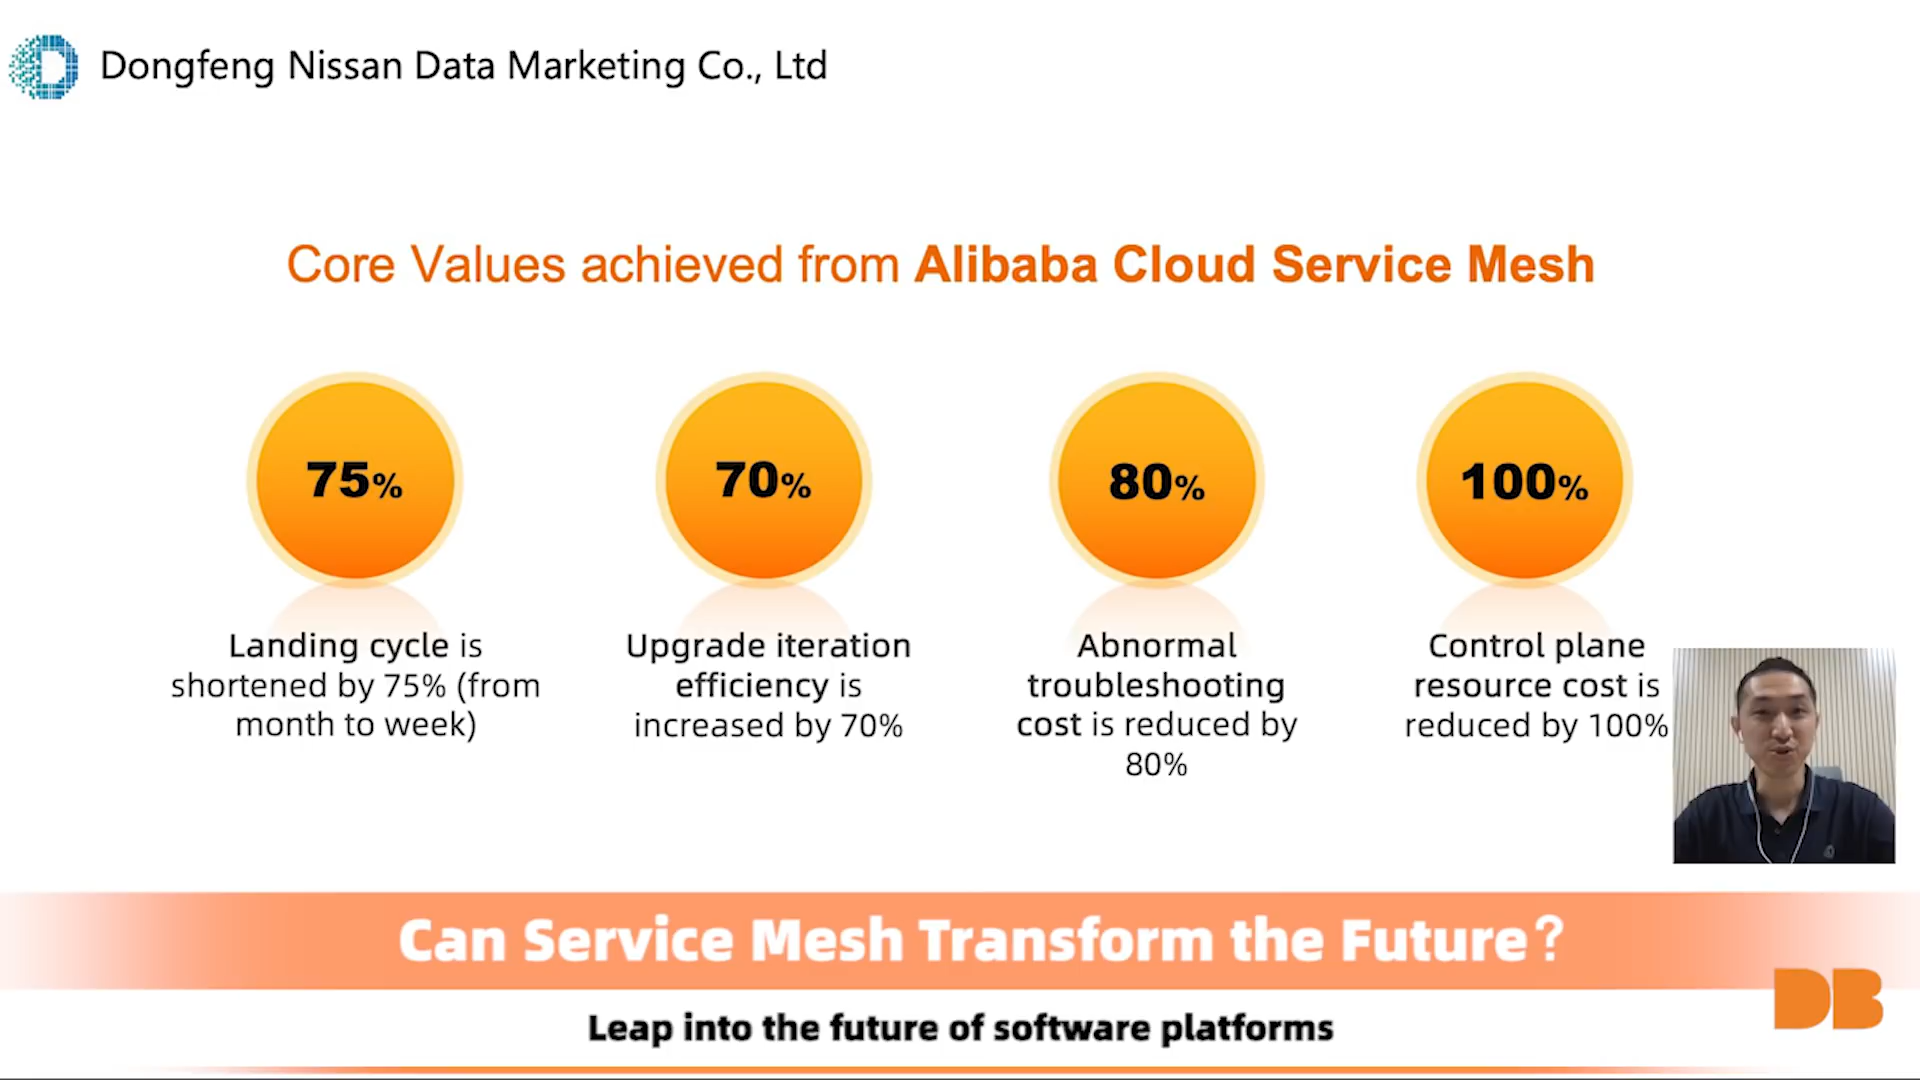 Dongfeng Nissan Data Marketing Co., Ltd
Core Values achieved from Alibaba Cloud Service Mesh
75%
70%
80%
100%
Landing cycle is
shortened by 75% (from
month to week)
Upgrade iteration
efficiency is
increased by 70%
Abnormal
troubleshooting
cost is reduced by
80%
Control plane
resource cost is
reduced by 100%
Can Service Mesh Transform the Future?
DB
Leap into the future of software platforms